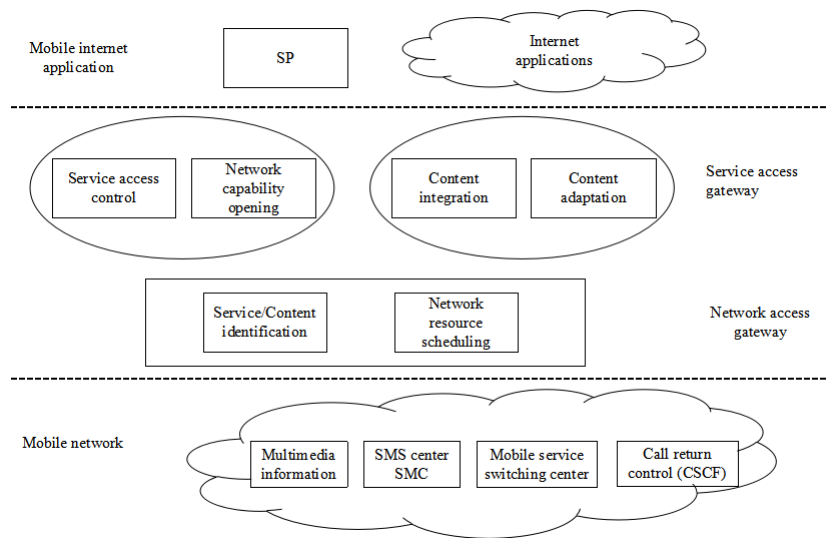 Mobile internet
application
SP
Internet
applications
Service access
control
Network
capability
opening
Content
integration
Content
adaptation
Service access
gateway
Service/Content
identification
Network
resource
scheduling
Network access
gateway
Mobile network
Multimedia
information
SMS center
SMC
Mobile service
switching center
Call return
control (CSCF)